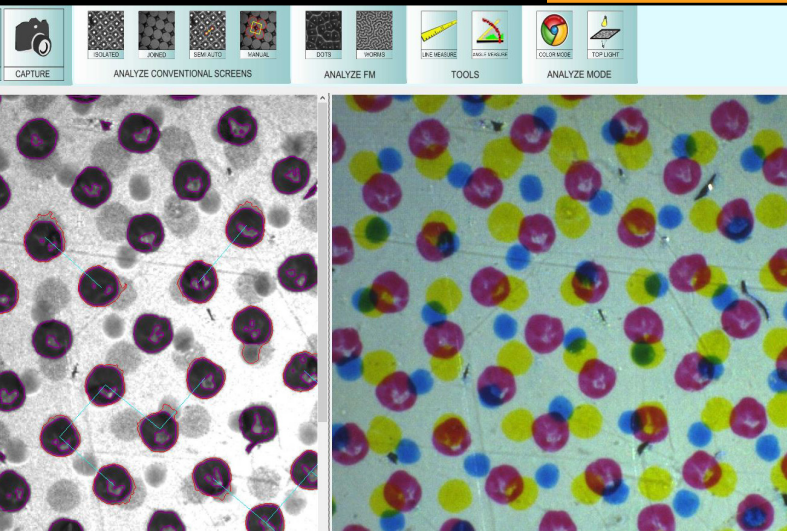 ISOLATED
JOINED
SEMI AUTO
MANUAL
DOTS
WORMS
LINE MEASURE
ANGLE MEASURE
COLOR MODE
TOP LIGHT
CAPTURE
ANALYZE CONVENTIONAL SCREENS
ANALYZE FM
TOOLS
ANALYZE MODE